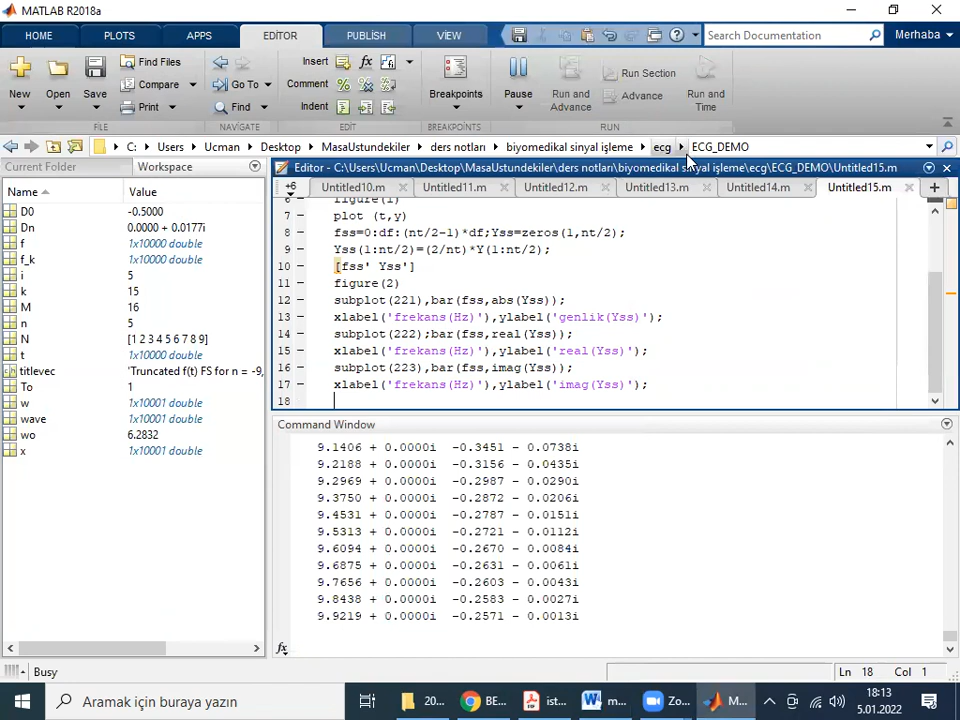 MATLAB R2018a
HOME PLOTS APPS EDİTOR PUBLİSH VIEW Search Documentation Merhaba
New Open Save Find Files Compare Print Go To Find Insert Comment Indent Breakpoints Pause Run and Advance Run Section Advance Run and Time
FILE NAVIGATE EDIT BREAKPOINTS RUN
C: Users Ucman Desktop MasaUstundekiler ders notları biyomedikal sinyal işleme ecg ECG_DEMO
Current Folder Workspace
Editor - C:\Users\Ucman\Desktop\MasaUstundekiler\ders notları\biyomedikal sinyal işleme\ecg\ECG_DEMO\Untitled15.m
+6 Untitled10.m Untitled11.m Untitled12.m Untitled13.m Untitled14.m Untitled15.m
Name Value
D0 -0.5000
Dn 0.0000 + 0.0177i
f 1x10000 double
f_k 1x10000 double
i 5
k 15
M 16
n 5
N [1 2 3 4 5 6 7 8 9]
t 1x10000 double
titlevec 'Truncated f(t) FS for n = -9,
To 1
w 1x10001 double
wave 1x10001 double
wo 6.2832
x 1x10001 double
6 figure(1)
7 plot (t,y)
8 fss=0:df:(nt/2-1)*df;Yss=zeros(1,nt/2);
9 Yss(1:nt/2)=(2/nt)*Y(1:nt/2);
10 [fss' Yss']
11 figure(2)
12 subplot(221),bar(fss,abs(Yss));
13 xlabel('frekans(Hz)'),ylabel('genlik(Yss)');
14 subplot(222);bar(fss,real(Yss));
15 xlabel('frekans(Hz)'),ylabel('real(Yss)');
16 subplot(223),bar(fss,imag(Yss));
17 xlabel('frekans(Hz)'),ylabel('imag(Yss)');
18
Command Window
9.1406 + 0.0000i -0.3451 - 0.0738i
9.2188 + 0.0000i -0.3156 - 0.0435i
9.2969 + 0.0000i -0.2987 - 0.0290i
9.3750 + 0.0000i -0.2872 - 0.0206i
9.4531 + 0.0000i -0.2787 - 0.0151i
9.5313 + 0.0000i -0.2721 - 0.0112i
9.6094 + 0.0000i -0.2670 - 0.0084i
9.6875 + 0.0000i -0.2631 - 0.0061i
9.7656 + 0.0000i -0.2603 - 0.0043i
9.8438 + 0.0000i -0.2583 - 0.0027i
9.9219 + 0.0000i -0.2571 - 0.0013i
fx
Busy Ln 18 Col 1
Aramak için buraya yazın 20... BE... ist... m... Zo... M... 18:13
5.01.2022